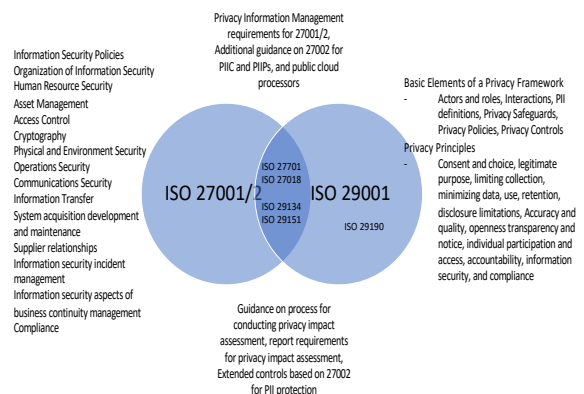 Privacy Information Management
requirements for 27001/2,
Additional guidance on 27002 for
PIIC and PIIPs, and public cloud
processors
Information Security Policies
Organization of Information Security
Human Resource Security
Asset Management
Access Control
Cryptography
Physical and Environment Security
Operations Security
Communications Security
Information Transfer
System acquisition development
and maintenance
Supplier relationships
Information security incident
management
Information security aspects of
business continuity management
Compliance
ISO 27001/2
ISO 27701
ISO 27018
ISO 29134
ISO 29151
ISO 29001
ISO 29190
Basic Elements of a Privacy Framework
- Actors and roles, Interactions, PII
definitions, Privacy Safeguards,
Privacy Policies, Privacy Controls
Privacy Principles
- Consent and choice, legitimate
purpose, limiting collection,
minimizing data, use, retention,
disclosure limitations, Accuracy and
quality, openness transparency and
notice, individual participation and
access, accountability, information
security, and compliance
Guidance on process for
conducting privacy impact
assessment, report requirements
for privacy impact assessment,
Extended controls based on 27002
for PII protection